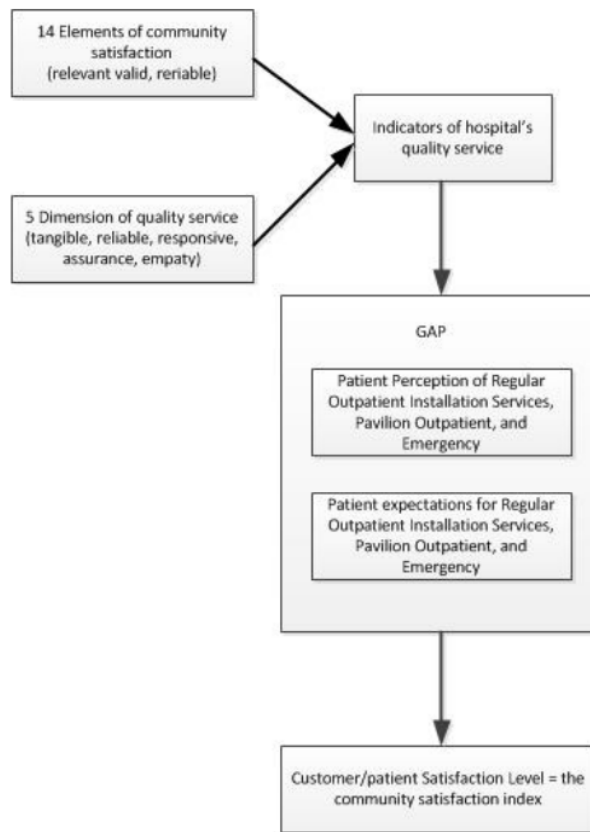 14 Elements of community
satisfaction
(relevant valid, reriable)
Indicators of hospital's
quality service
5 Dimension of quality service
(tangible, reliable, responsive,
assurance, empaty)
GAP
Patient Perception of Regular
Outpatient Installation Services,
Pavilion Outpatient, and
Emergency
Patient expectations for Regular
Outpatient Installation Services,
Pavilion Outpatient, and
Emergency
Customer/patient Satisfaction Level = the
community satisfaction index